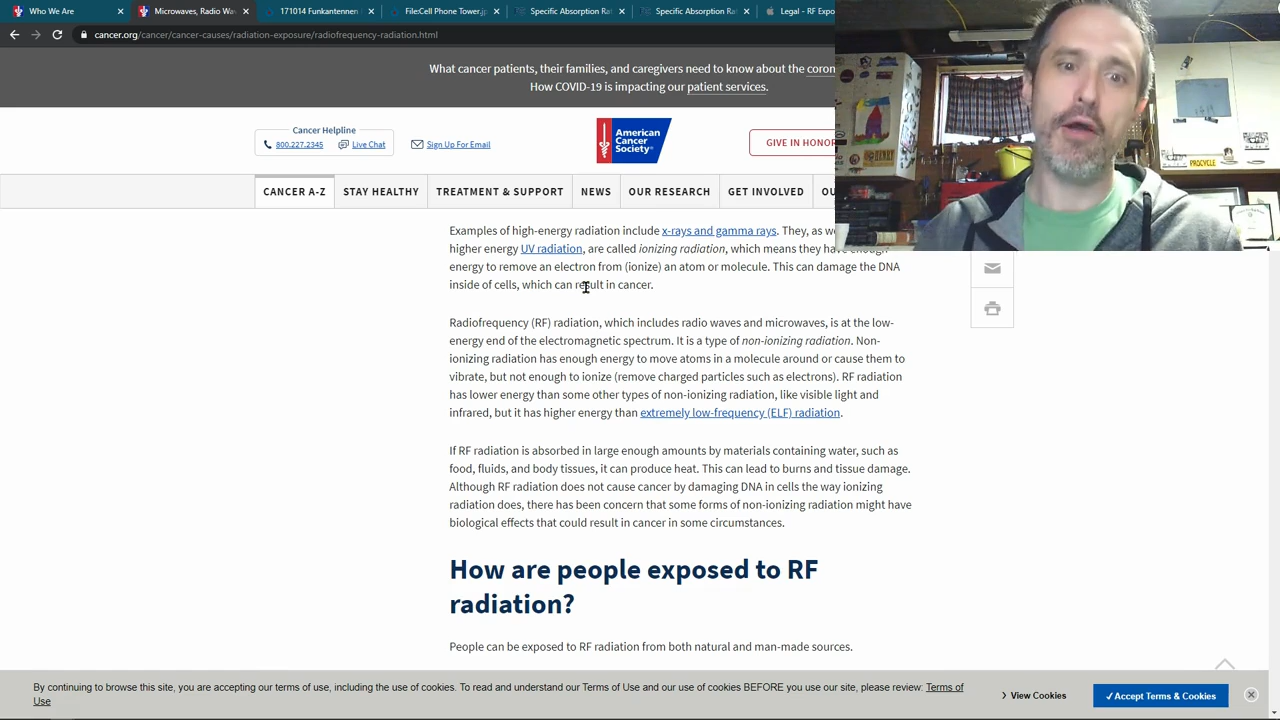 Who We Are
Microwaves, Radio Wav
171014 Funkantennen
File:Cell Phone Tower.jp
Specific Absorption Rat
Specific Absorption Rat
Legal – RF Expo
cancer.org/cancer/cancer-causes/radiation-exposure/radiofrequency-radiation.html
What cancer patients, their families, and caregivers need to know about the coron
How COVID-19 is impacting our patient services.
Cancer Helpline
800.227.2345
Live Chat
Sign Up For Email
American
Cancer
Society
GIVE IN HONOR
CANCER A-Z
STAY HEALTHY
TREATMENT & SUPPORT
NEWS
OUR RESEARCH
GET INVOLVED
OU
PROCYCLE
Examples of high-energy radiation include x-rays and gamma rays. They, as we
higher energy UV radiation, are called ionizing radiation, which means they have enough
energy to remove an electron from (ionize) an atom or molecule. This can damage the DNA
inside of cells, which can result in cancer.
Radiofrequency (RF) radiation, which includes radio waves and microwaves, is at the low-
energy end of the electromagnetic spectrum. It is a type of non-ionizing radiation. Non-
ionizing radiation has enough energy to move atoms in a molecule around or cause them to
vibrate, but not enough to ionize (remove charged particles such as electrons). RF radiation
has lower energy than some other types of non-ionizing radiation, like visible light and
infrared, but it has higher energy than extremely low-frequency (ELF) radiation.
If RF radiation is absorbed in large enough amounts by materials containing water, such as
food, fluids, and body tissues, it can produce heat. This can lead to burns and tissue damage.
Although RF radiation does not cause cancer by damaging DNA in cells the way ionizing
radiation does, there has been concern that some forms of non-ionizing radiation might have
biological effects that could result in cancer in some circumstances.
How are people exposed to RF
radiation?
People can be exposed to RF radiation from both natural and man-made sources.
By continuing to browse this site, you are accepting our terms of use, including the use of cookies. To read and understand our Terms of Use and our use of cookies BEFORE you use our site, please review: Terms of
Use
View Cookies
Accept Terms & Cookies